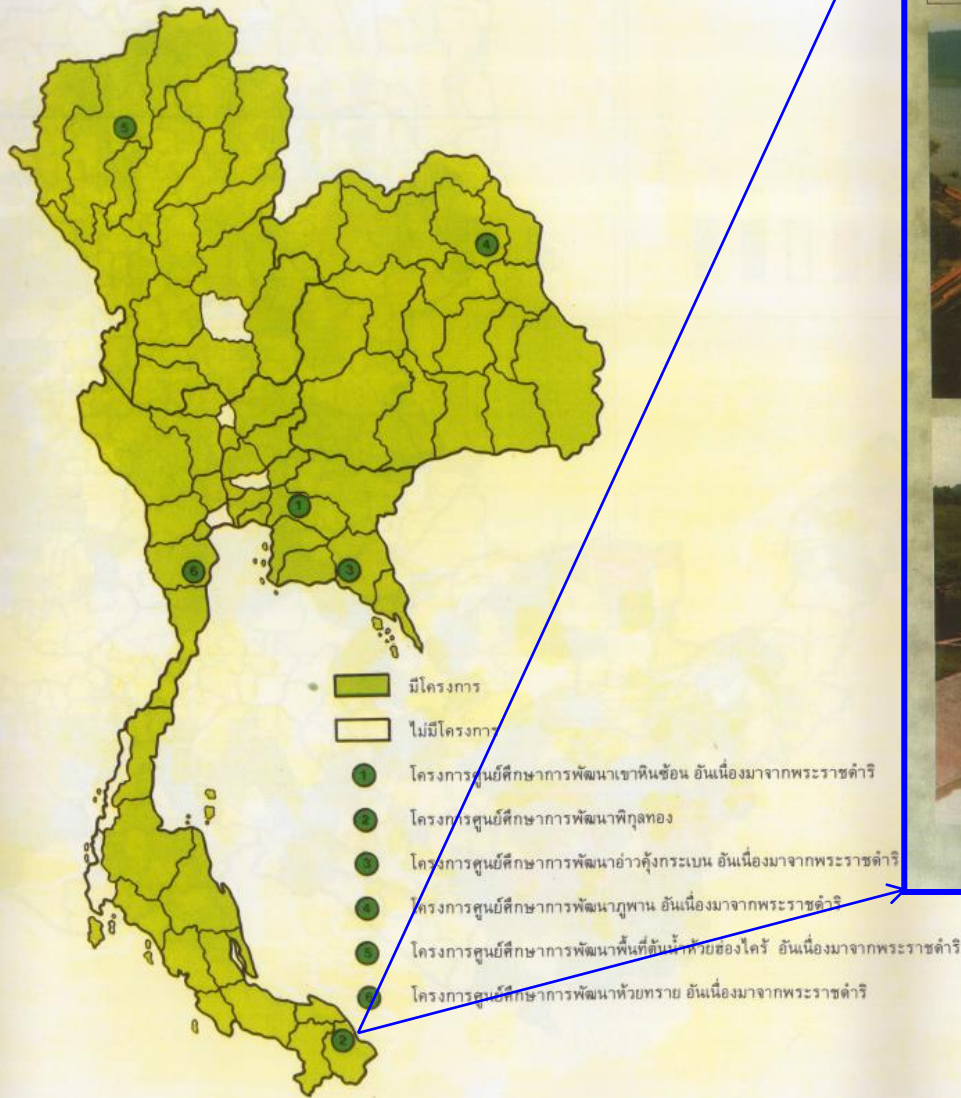 5
4
1
6
3
มีโครงการ
ไม่มีโครงการ
1 โครงการศูนย์ศึกษาการพัฒนาเขาหินซ้อน อันเนื่องมาจากพระราชดำริ
2 โครงการศูนย์ศึกษาการพัฒนาพิกุลทอง
3 โครงการศูนย์ศึกษาการพัฒนาอ่าวคุ้งกระเบน อันเนื่องมาจากพระราชดำริ
4 โครงการศูนย์ศึกษาการพัฒนาภูพาน อันเนื่องมาจากพระราชดำริ
5 โครงการศูนย์ศึกษาการพัฒนาพื้นที่ต้นน้ำห้วยฮ่องไคร้ อันเนื่องมาจากพระราชดำริ
6 โครงการศูนย์ศึกษาการพัฒนาห้วยทราย อันเนื่องมาจากพระราชดำริ
2